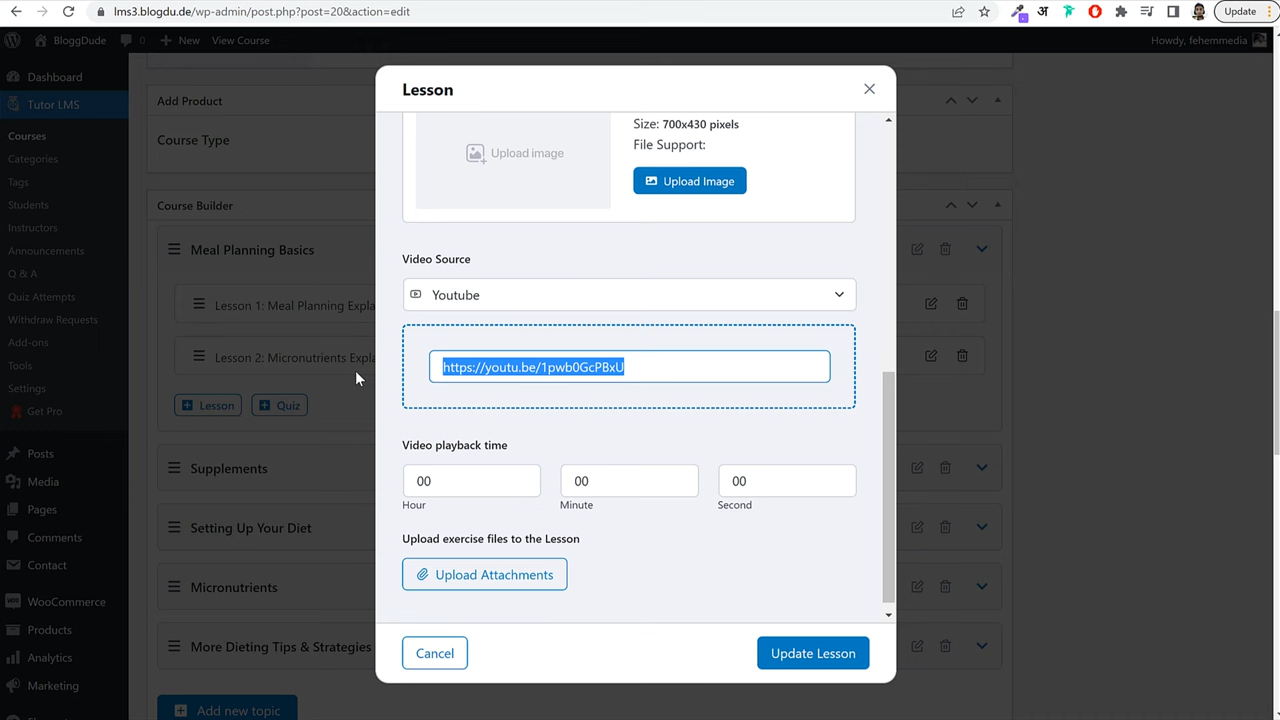 lms3.blogdu.de/wp-admin/post.php?post=20&action=edit
अ
Update
BloggDude
0
New
View Course
Howdy, fehemmedia
Dashboard
Tutor LMS
Courses
Categories
Tags
Students
Instructors
Announcements
Q & A
Quiz Attempts
Withdraw Requests
Add-ons
Tools
Settings
Get Pro
Posts
Media
Pages
Comments
Contact
WooCommerce
Products
Analytics
Marketing
Add Product
Course Type
Course Builder
Meal Planning Basics
Lesson 1: Meal Planning Expla
Lesson 2: Micronutrients Expla
Lesson
Quiz
Supplements
Setting Up Your Diet
Micronutrients
More Dieting Tips & Strategies
Add new topic
Lesson
Upload image
Size: 700x430 pixels
File Support:
Upload Image
Video Source
Youtube
https://youtu.be/1pwb0GcPBxU
Video playback time
00
00
00
Hour
Minute
Second
Upload exercise files to the Lesson
Upload Attachments
Cancel
Update Lesson